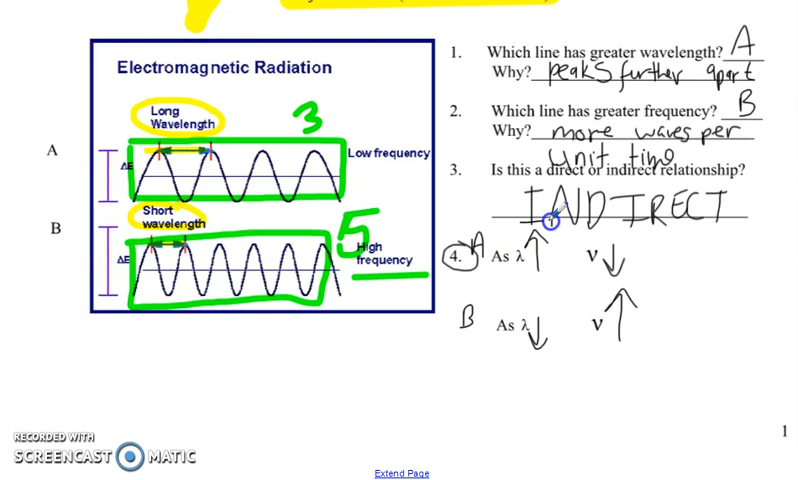 Electromagnetic Radiation
Long
Wavelength
3
A
ΔE
Low frequency
B
Short
wavelength
5
ΔE
High
frequency
1. Which line has greater wavelength? A
Why? peaks further apart
2. Which line has greater frequency? B
Why? more waves per
unit time
3. Is this a direct or indirect relationship?
INDIRECT
4. A As λ ↑ ν ↓
B As λ ↓ ν ↑
1
RECORDED WITH
SCREENCAST MATIC
Extend Page